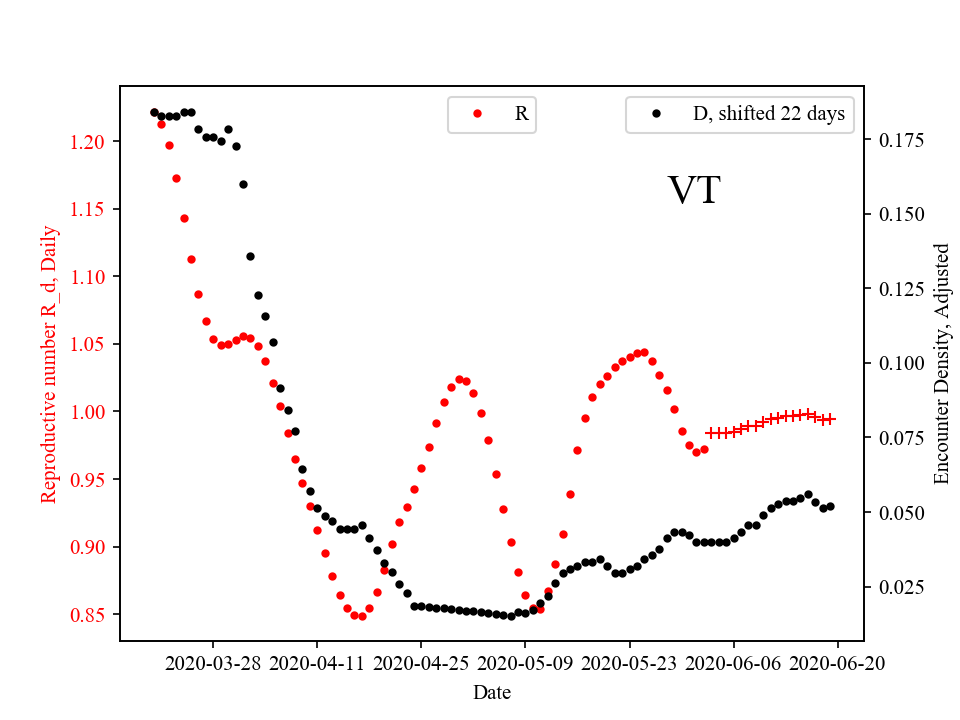 R
D, shifted 22 days
VT
Reproductive number R_d, Daily
1.20
1.15
1.10
1.05
1.00
0.95
0.90
0.85
0.175
0.150
0.125
0.100
0.075
0.050
0.025
Encounter Density, Adjusted
2020-03-28 2020-04-11 2020-04-25 2020-05-09 2020-05-23 2020-06-06 2020-06-20
Date